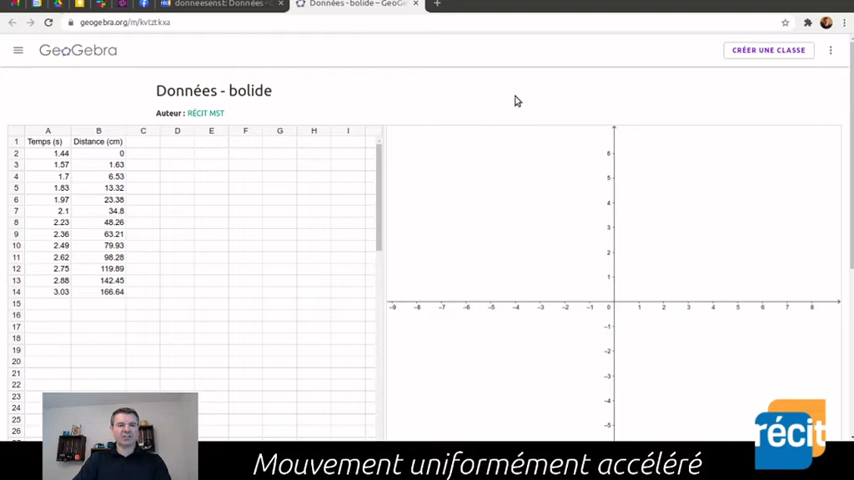 donneesenst: Données - G
Données - bolide – GeoG
geogebra.org/m/kvtztkxa
GeoGebra
CRÉER UNE CLASSE
Données - bolide
Auteur : RÉCIT MST
A B C D E F G H I
1 Temps (s) Distance (cm)
2 1.44 0
3 1.57 1.63
4 1.7 6.53
5 1.83 13.32
6 1.97 23.38
7 2.1 34.8
8 2.23 48.26
9 2.36 63.21
10 2.49 79.93
11 2.62 98.28
12 2.75 119.89
13 2.88 142.45
14 3.03 166.64
15
16
17
18
19
20
21
22
23
24
25
26
6
5
4
3
2
1
–9 –8 –7 –6 –5 –4 –3 –2 –1 0 1 2 3 4 5 6 7 8
–1
–2
–3
–4
–5
récit
Mouvement uniformément accéléré